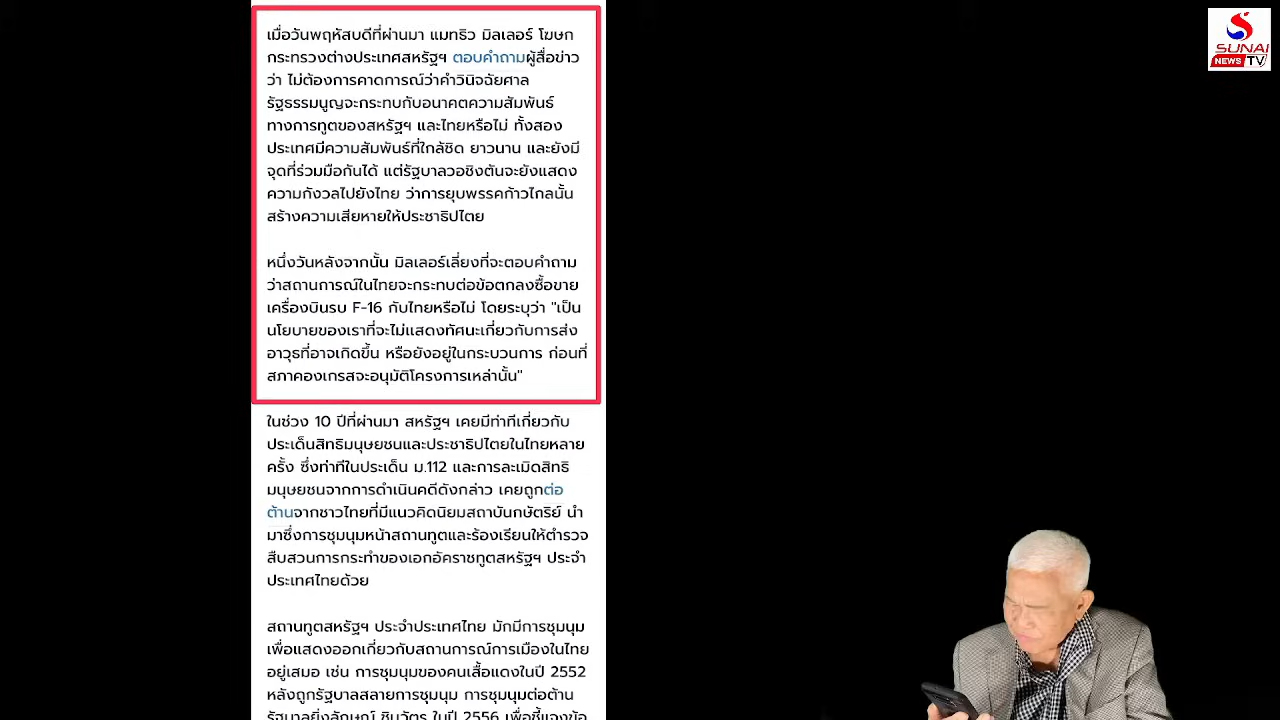 เมื่อวันพฤหัสบดีที่ผ่านมา แมทธิว มิลเลอร์ โฆษก
กระทรวงต่างประเทศสหรัฐฯ ตอบคำถามผู้สื่อข่าว
ว่า ไม่ต้องการคาดการณ์ว่าคำวินิจฉัยศาล
รัฐธรรมนูญจะกระทบกับอนาคตความสัมพันธ์
ทางการทูตของสหรัฐฯ และไทยหรือไม่ ทั้งสอง
ประเทศมีความสัมพันธ์ที่ใกล้ชิด ยาวนาน และยังมี
จุดที่ร่วมมือกันได้ แต่รัฐบาลวอชิงตันจะยังแสดง
ความกังวลไปยังไทย ว่าการยุบพรรคก้าวไกลนั้น
สร้างความเสียหายให้ประชาธิปไตย
หนึ่งวันหลังจากนั้น มิลเลอร์เลี่ยงที่จะตอบคำถาม
ว่าสถานการณ์ในไทยจะกระทบต่อข้อตกลงซื้อขาย
เครื่องบินรบ F-16 กับไทยหรือไม่ โดยระบุว่า "เป็น
นโยบายของเราที่จะไม่แสดงทัศนะเกี่ยวกับการส่ง
อาวุธที่อาจเกิดขึ้น หรือยังอยู่ในกระบวนการ ก่อนที่
สภาคองเกรสจะอนุมัติโครงการเหล่านั้น"
ในช่วง 10 ปีที่ผ่านมา สหรัฐฯ เคยมีท่าทีเกี่ยวกับ
ประเด็นสิทธิมนุษยชนและประชาธิปไตยในไทยหลาย
ครั้ง ซึ่งท่าทีในประเด็น ม.112 และการละเมิดสิทธิ
มนุษยชนจากการดำเนินคดีดังกล่าว เคยถูกต่อ
ต้านจากชาวไทยที่มีแนวคิดนิยมสถาบันกษัตริย์ นำ
มาซึ่งการชุมนุมหน้าสถานทูตและร้องเรียนให้ตำรวจ
สืบสวนการกระทำของเอกอัคราชทูตสหรัฐฯ ประจำ
ประเทศไทยด้วย
สถานทูตสหรัฐฯ ประจำประเทศไทย มักมีการชุมนุม
เพื่อแสดงออกเกี่ยวกับสถานการณ์การเมืองในไทย
อยู่เสมอ เช่น การชุมนุมของคนเสื้อแดงในปี 2552
หลังถูกรัฐบาลสลายการชุมนุม การชุมนุมต่อต้าน
รัฐบาลยิ่งลักษณ์ ชินวัตร ในปี 2556 เพื่อชี้แจงข้อ
SUNAI
NEWS TV